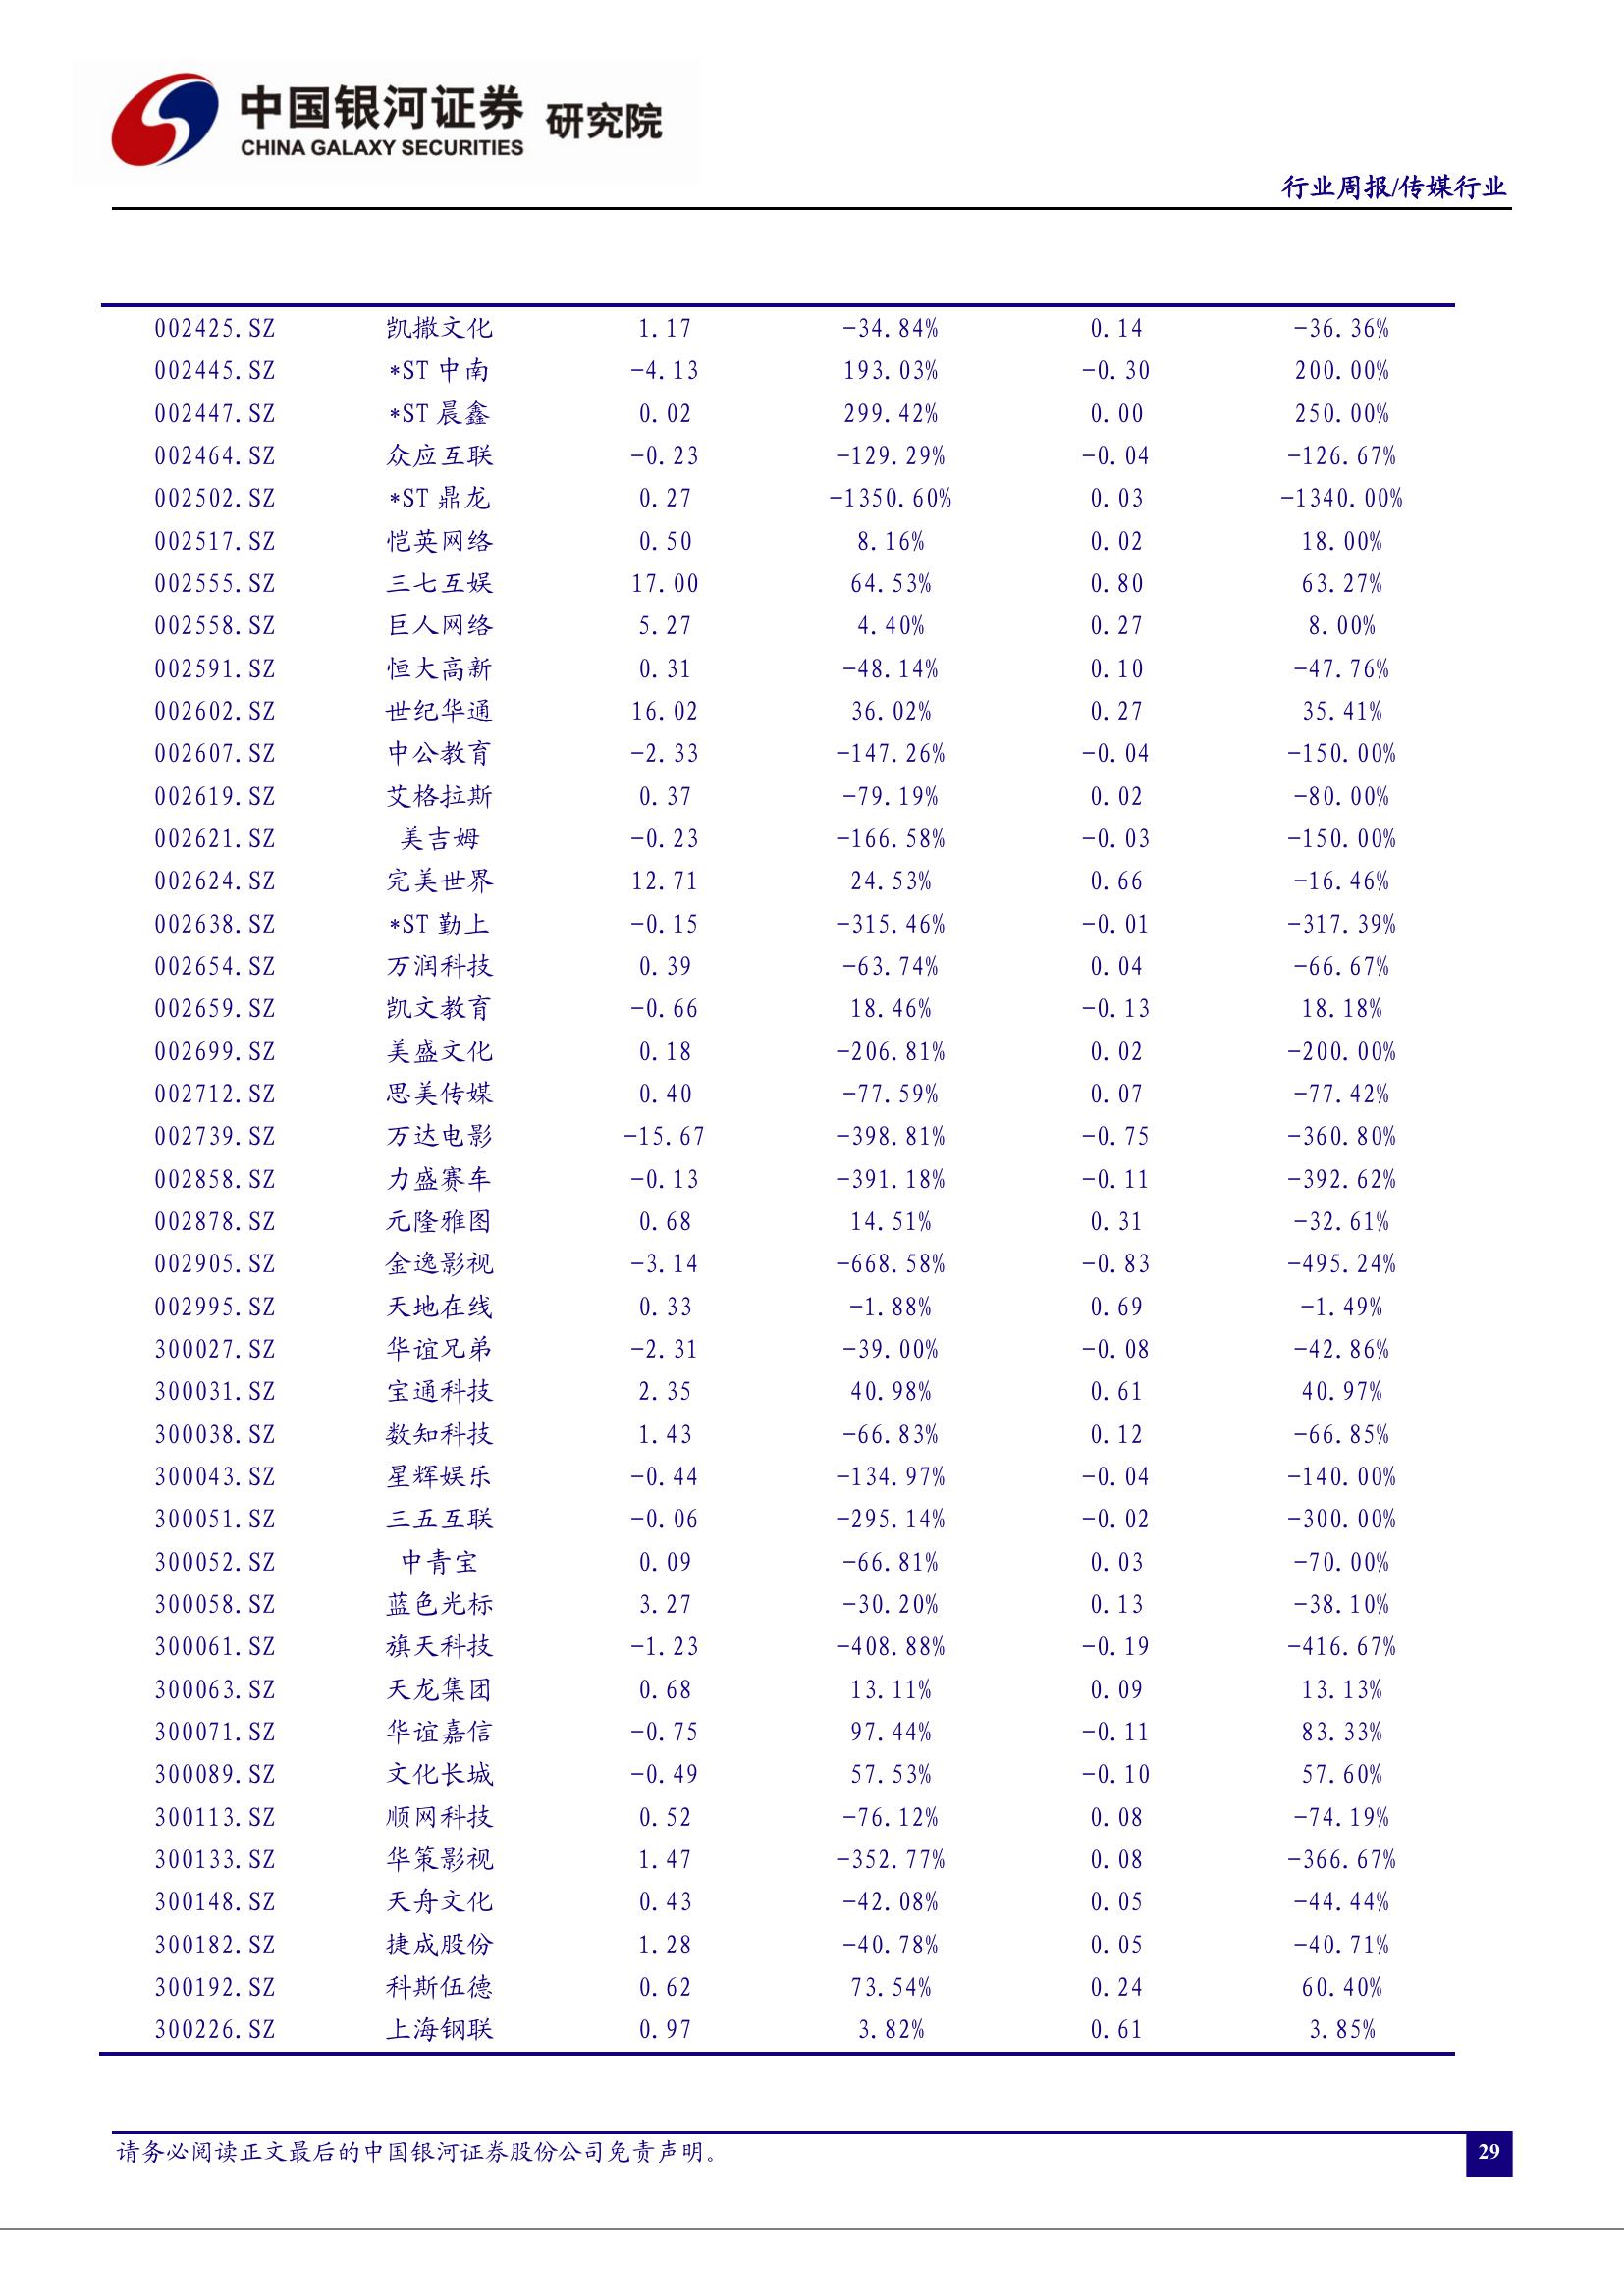 中国银河证券 研究院
CHINA GALAXY SECURITIES
行业周报/传媒行业
002425.SZ 凯撒文化 1.17 -34.84% 0.14 -36.36%
002445.SZ *ST 中南 -4.13 193.03% -0.30 200.00%
002447.SZ *ST 晨鑫 0.02 299.42% 0.00 250.00%
002464.SZ 众应互联 -0.23 -129.29% -0.04 -126.67%
002502.SZ *ST 鼎龙 0.27 -1350.60% 0.03 -1340.00%
002517.SZ 恺英网络 0.50 8.16% 0.02 18.00%
002555.SZ 三七互娱 17.00 64.53% 0.80 63.27%
002558.SZ 巨人网络 5.27 4.40% 0.27 8.00%
002591.SZ 恒大高新 0.31 -48.14% 0.10 -47.76%
002602.SZ 世纪华通 16.02 36.02% 0.27 35.41%
002607.SZ 中公教育 -2.33 -147.26% -0.04 -150.00%
002619.SZ 艾格拉斯 0.37 -79.19% 0.02 -80.00%
002621.SZ 美吉姆 -0.23 -166.58% -0.03 -150.00%
002624.SZ 完美世界 12.71 24.53% 0.66 -16.46%
002638.SZ *ST 勤上 -0.15 -315.46% -0.01 -317.39%
002654.SZ 万润科技 0.39 -63.74% 0.04 -66.67%
002659.SZ 凯文教育 -0.66 18.46% -0.13 18.18%
002699.SZ 美盛文化 0.18 -206.81% 0.02 -200.00%
002712.SZ 思美传媒 0.40 -77.59% 0.07 -77.42%
002739.SZ 万达电影 -15.67 -398.81% -0.75 -360.80%
002858.SZ 力盛赛车 -0.13 -391.18% -0.11 -392.62%
002878.SZ 元隆雅图 0.68 14.51% 0.31 -32.61%
002905.SZ 金逸影视 -3.14 -668.58% -0.83 -495.24%
002995.SZ 天地在线 0.33 -1.88% 0.69 -1.49%
300027.SZ 华谊兄弟 -2.31 -39.00% -0.08 -42.86%
300031.SZ 宝通科技 2.35 40.98% 0.61 40.97%
300038.SZ 数知科技 1.43 -66.83% 0.12 -66.85%
300043.SZ 星辉娱乐 -0.44 -134.97% -0.04 -140.00%
300051.SZ 三五互联 -0.06 -295.14% -0.02 -300.00%
300052.SZ 中青宝 0.09 -66.81% 0.03 -70.00%
300058.SZ 蓝色光标 3.27 -30.20% 0.13 -38.10%
300061.SZ 旗天科技 -1.23 -408.88% -0.19 -416.67%
300063.SZ 天龙集团 0.68 13.11% 0.09 13.13%
300071.SZ 华谊嘉信 -0.75 97.44% -0.11 83.33%
300089.SZ 文化长城 -0.49 57.53% -0.10 57.60%
300113.SZ 顺网科技 0.52 -76.12% 0.08 -74.19%
300133.SZ 华策影视 1.47 -352.77% 0.08 -366.67%
300148.SZ 天舟文化 0.43 -42.08% 0.05 -44.44%
300182.SZ 捷成股份 1.28 -40.78% 0.05 -40.71%
300192.SZ 科斯伍德 0.62 73.54% 0.24 60.40%
300226.SZ 上海钢联 0.97 3.82% 0.61 3.85%
请务必阅读正文最后的中国银河证券股份公司免责声明。
29